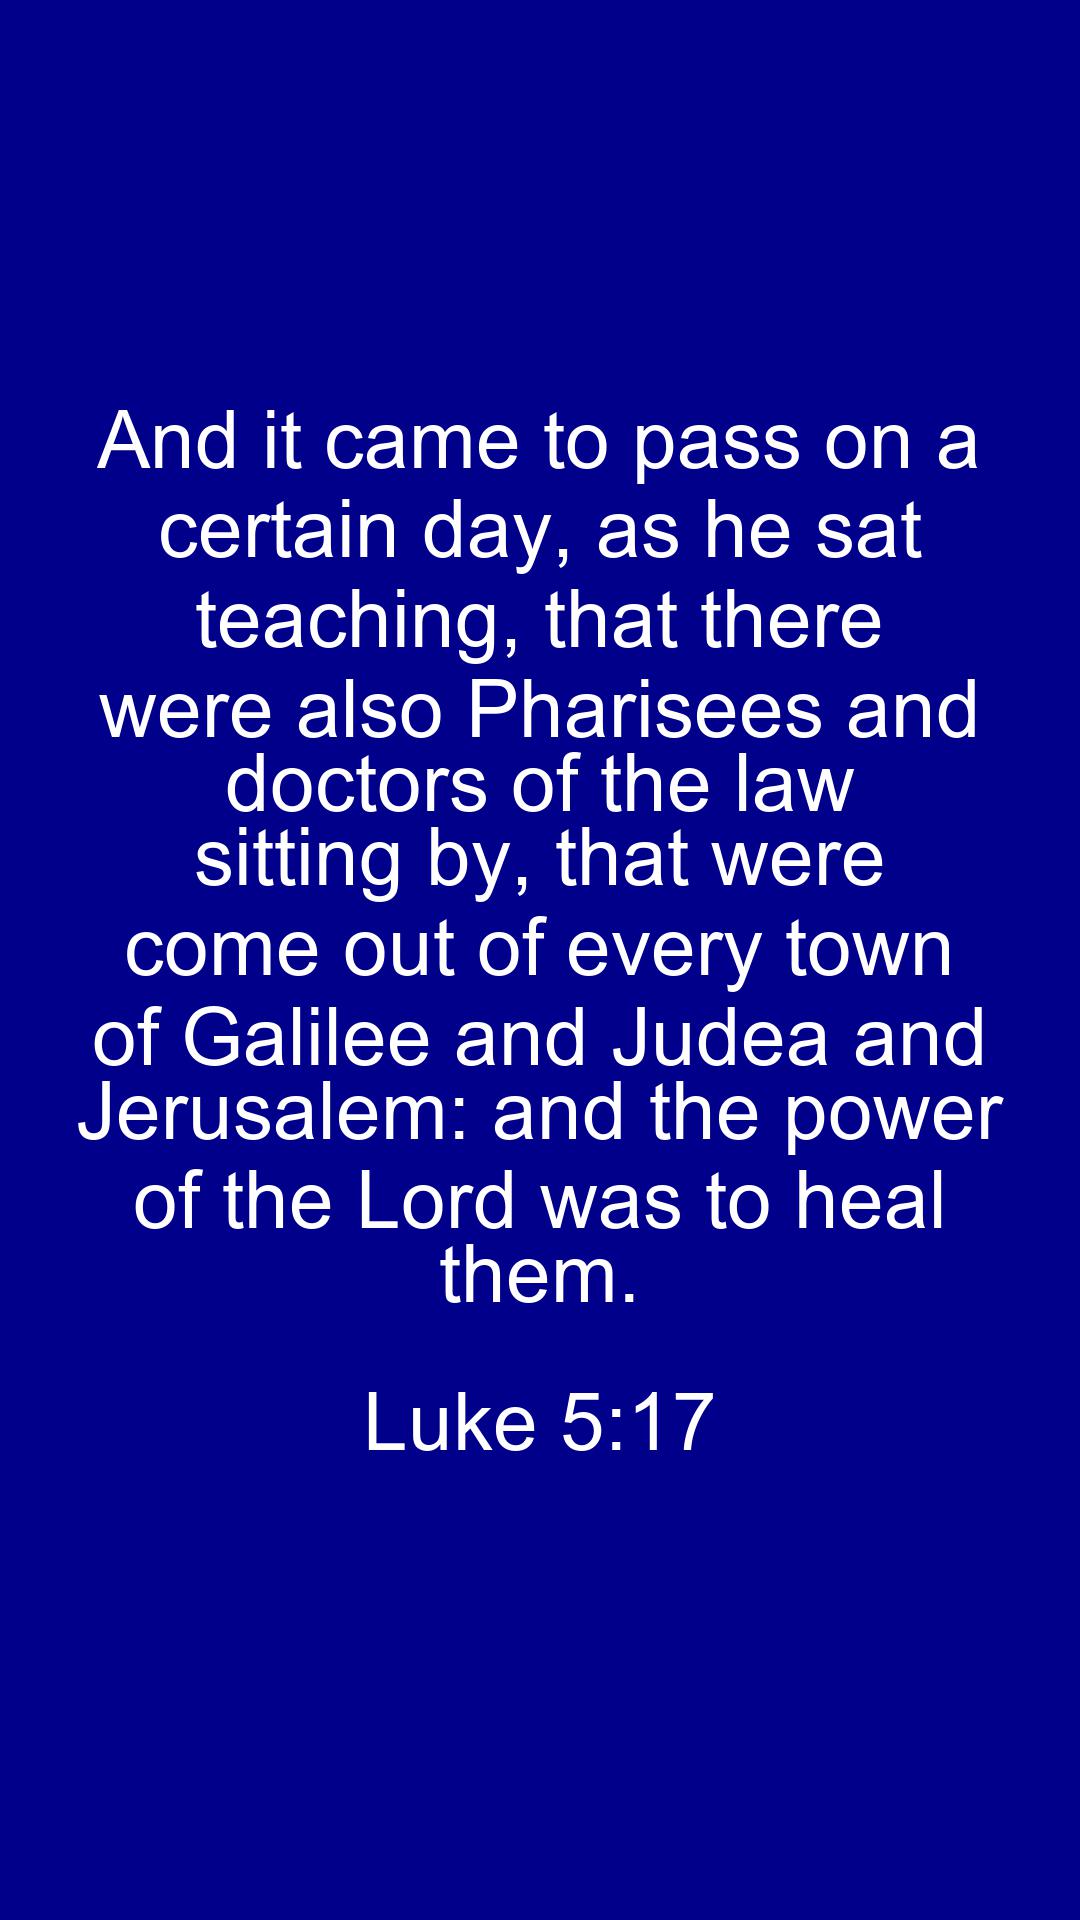 And it came to pass on a
certain day, as he sat
teaching, that there
were also Pharisees and
doctors of the law
sitting by, that were
come out of every town
of Galilee and Judea and
Jerusalem: and the power
of the Lord was to heal
them.
Luke 5:17